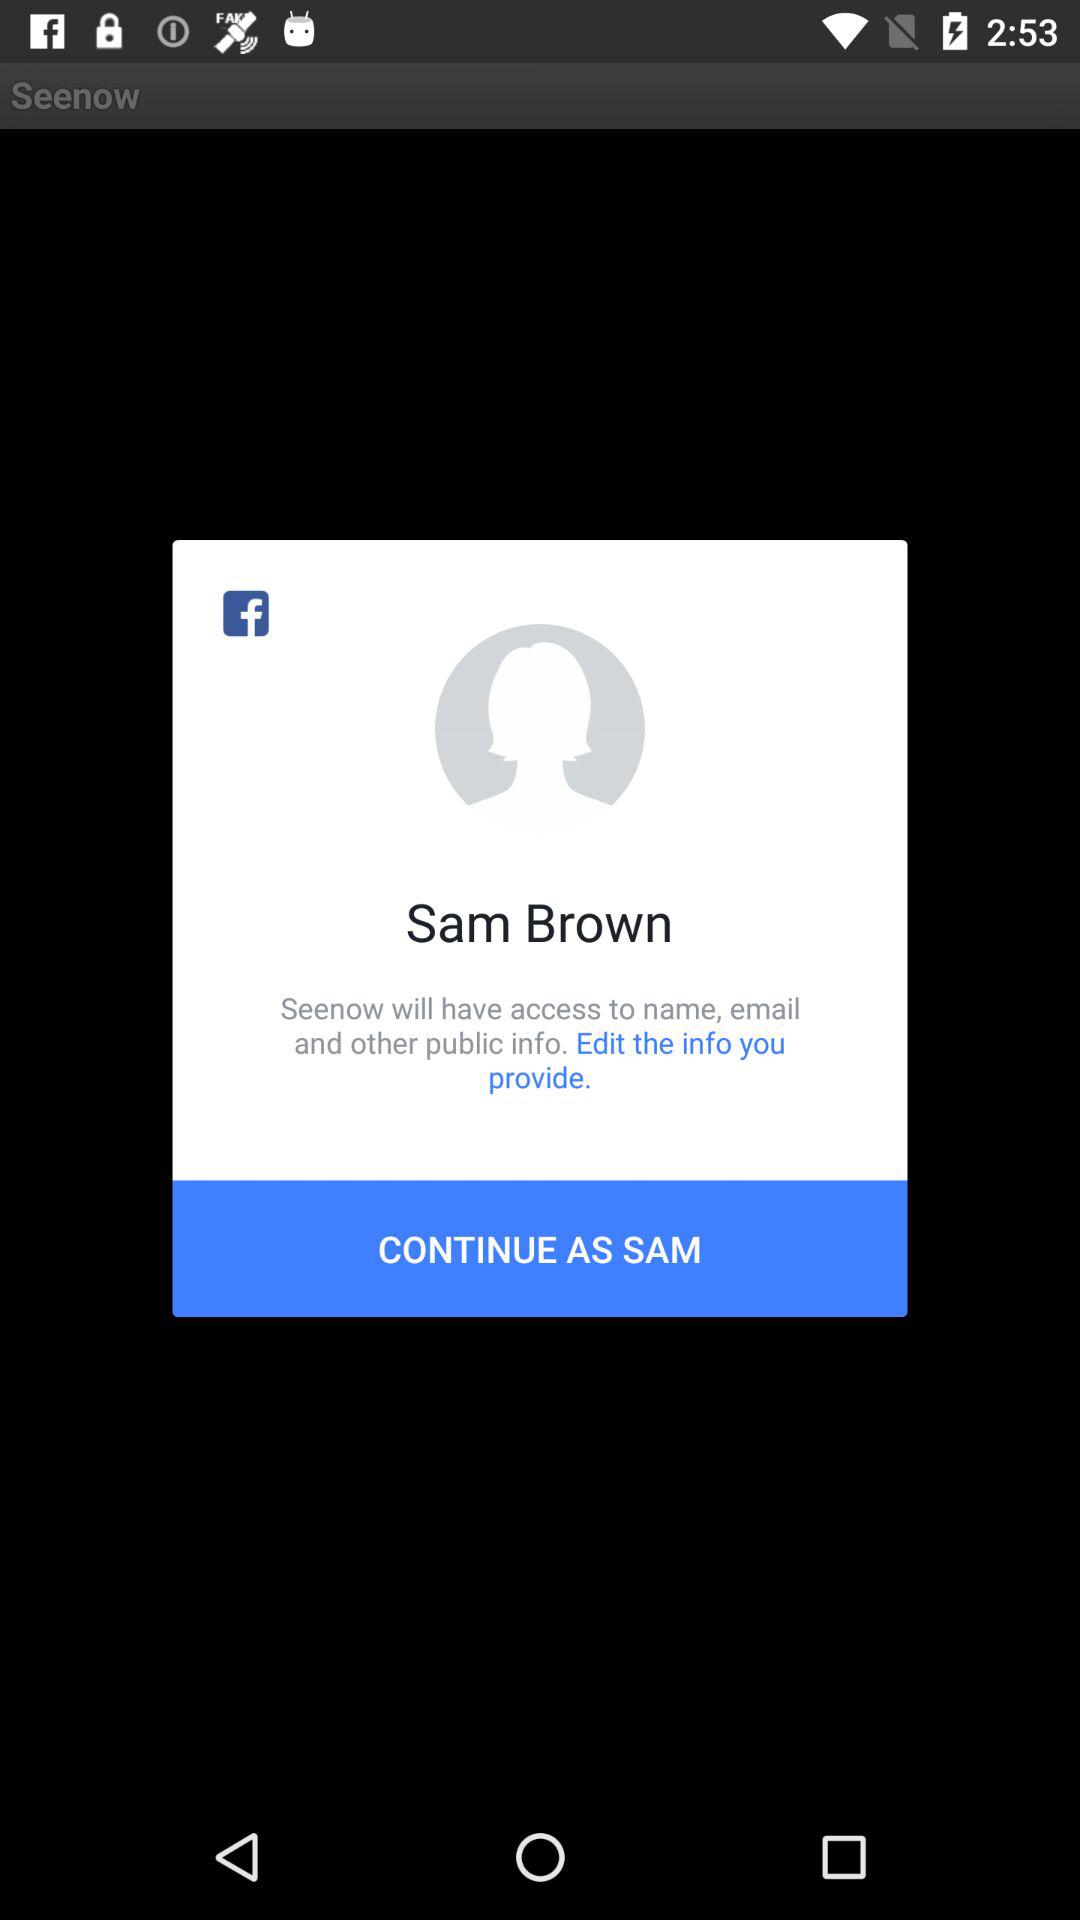 FAKE
2:53
Seenow
Sam Brown
Seenow will have access to name, email
and other public info. Edit the info you
provide.
CONTINUE AS SAM